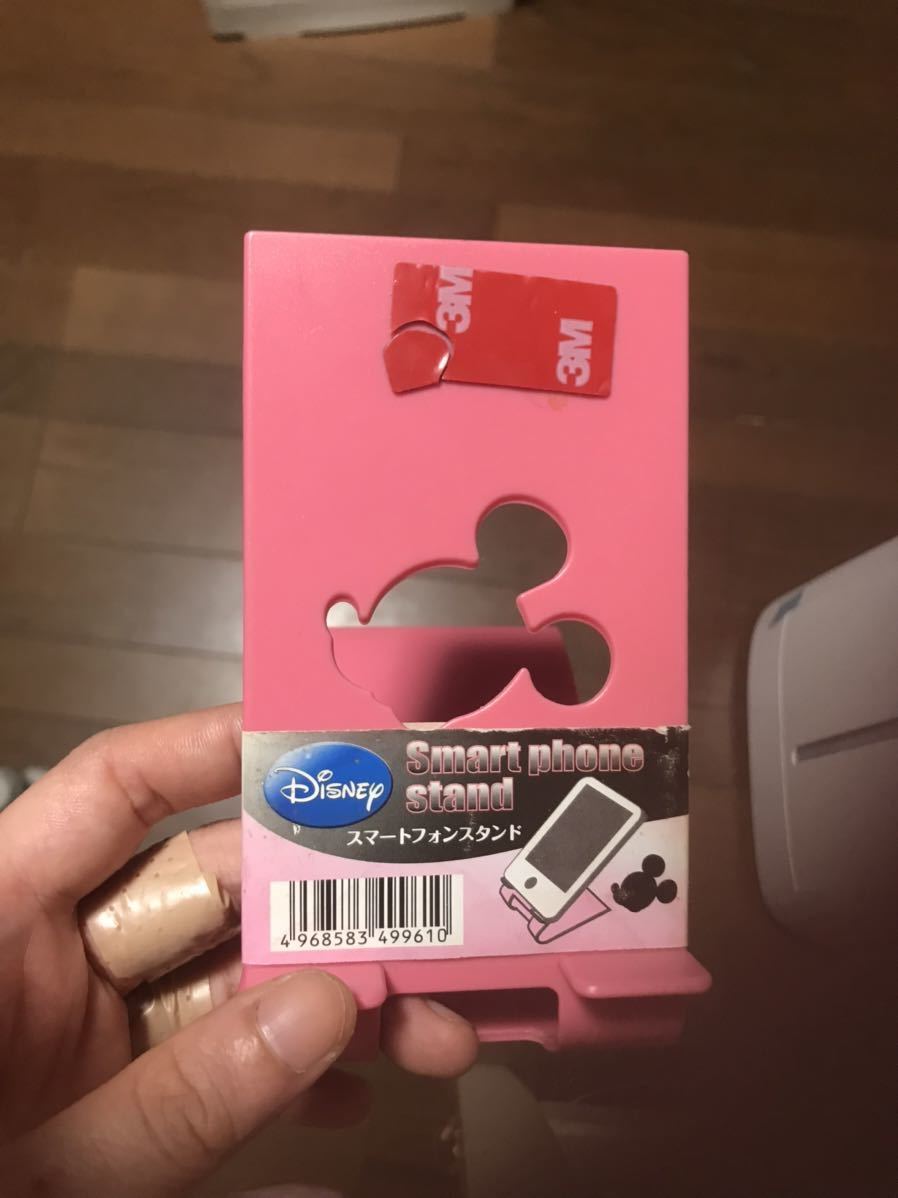 3M
3M
Disney
Smart phone
stand
スマートフォンスタンド
4 968583 499610